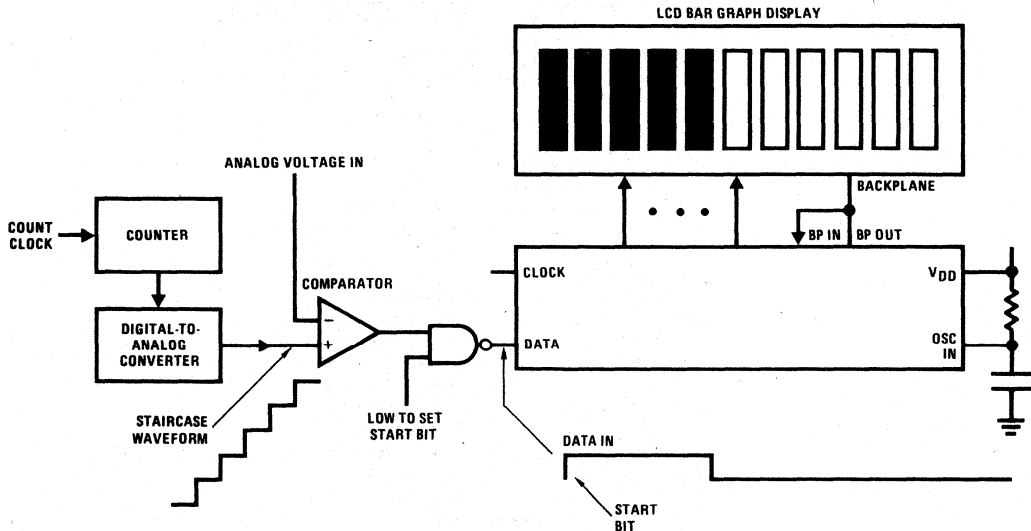 LCD BAR GRAPH DISPLAY
ANALOG VOLTAGE IN
BACKPLANE
COUNT
CLOCK
COUNTER
BP IN
BP OUT
COMPARATOR
CLOCK
VDD
DIGITAL-TO-
ANALOG
CONVERTER
−
+
DATA
OSC
IN
STAIRCASE
WAVEFORM
LOW TO SET
START BIT
DATA IN
START
BIT